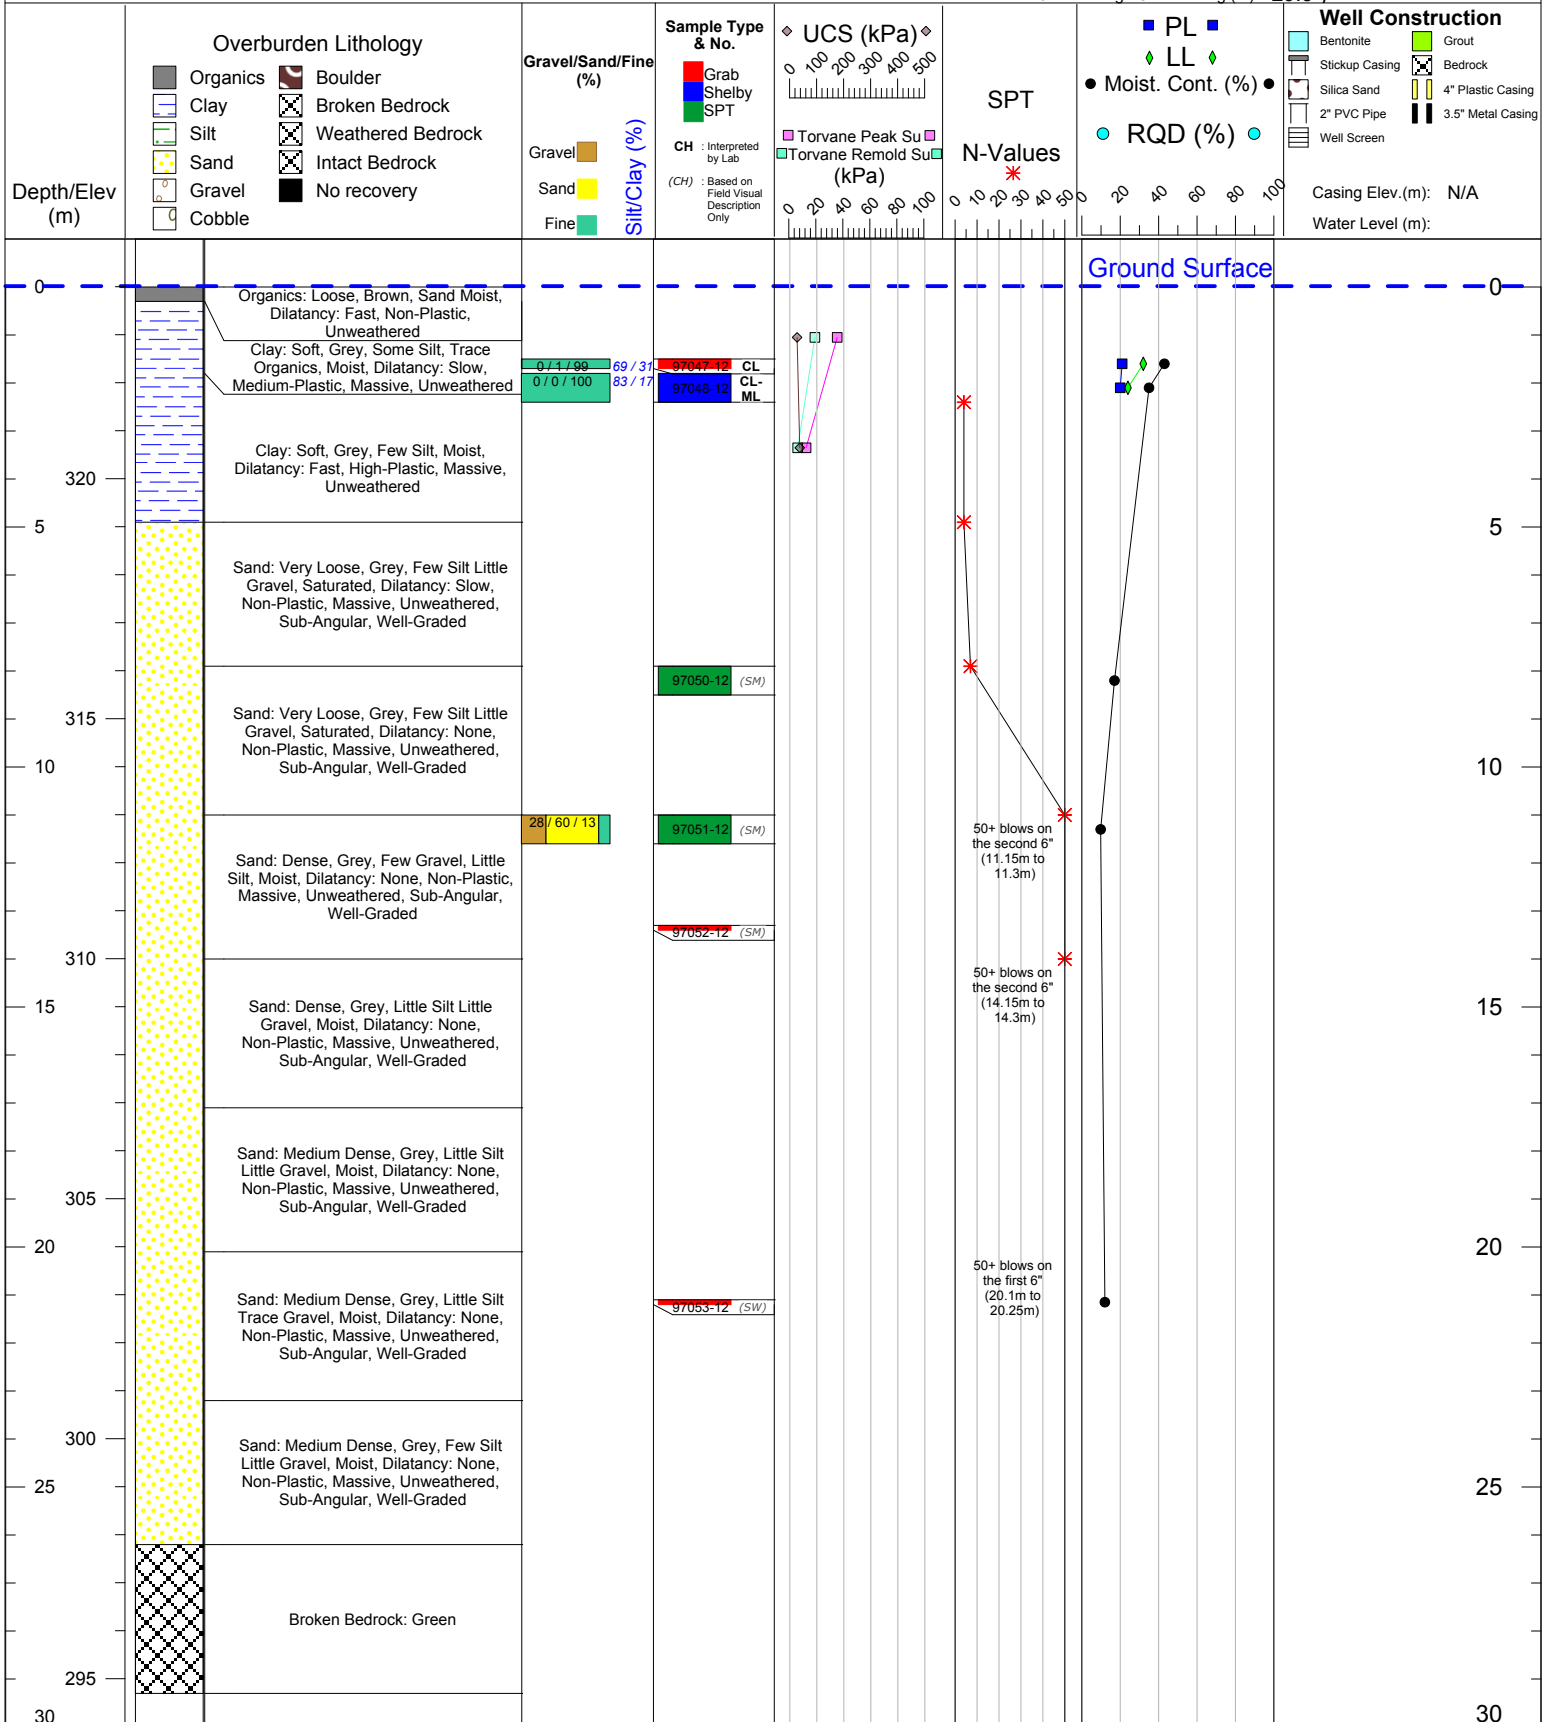 Depth/Elev
(m)
Overburden Lithology
Organics
Clay
Silt
Sand
Gravel
Cobble
Boulder
Broken Bedrock
Weathered Bedrock
Intact Bedrock
No recovery
Gravel/Sand/Fine
(%)
Gravel
Sand
Fine
Silt/Clay (%)
Sample Type
& No.
Grab
Shelby
SPT
CH : Interpreted
by Lab
(CH) : Based on
Field Visual
Description
Only
UCS (kPa)
0 100 200 300 400 500
Torvane Peak Su
Torvane Remold Su
(kPa)
0 20 40 60 80 100
SPT
N-Values
0 10 20 30 40 50
PL
LL
Moist. Cont. (%)
RQD (%)
0 20 40 60 80 100
Well Construction
Bentonite
Grout
Stickup Casing
Bedrock
Silica Sand
4" Plastic Casing
2" PVC Pipe
3.5" Metal Casing
Well Screen
Casing Elev.(m): N/A
Water Level (m):
Ground Surface
0
0
Organics: Loose, Brown, Sand Moist,
Dilatancy: Fast, Non-Plastic,
Unweathered
Clay: Soft, Grey, Some Silt, Trace
Organics, Moist, Dilatancy: Slow,
Medium-Plastic, Massive, Unweathered
0 / 1 / 99
69 / 31
97047-12
CL
0 / 0 / 100
83 / 17
97048-12
CL-
ML
Clay: Soft, Grey, Few Silt, Moist,
Dilatancy: Fast, High-Plastic, Massive,
Unweathered
320
5
5
Sand: Very Loose, Grey, Few Silt Little
Gravel, Saturated, Dilatancy: Slow,
Non-Plastic, Massive, Unweathered,
Sub-Angular, Well-Graded
97050-12
(SM)
315
Sand: Very Loose, Grey, Few Silt Little
Gravel, Saturated, Dilatancy: None,
Non-Plastic, Massive, Unweathered,
Sub-Angular, Well-Graded
10
10
28 / 60 / 13
97051-12
(SM)
50+ blows on
the second 6"
(11.15m to
11.3m)
Sand: Dense, Grey, Few Gravel, Little
Silt, Moist, Dilatancy: None, Non-Plastic,
Massive, Unweathered, Sub-Angular,
Well-Graded
97052-12
(SM)
310
50+ blows on
the second 6"
(14.15m to
14.3m)
15
15
Sand: Dense, Grey, Little Silt Little
Gravel, Moist, Dilatancy: None,
Non-Plastic, Massive, Unweathered,
Sub-Angular, Well-Graded
Sand: Medium Dense, Grey, Little Silt
Little Gravel, Moist, Dilatancy: None,
Non-Plastic, Massive, Unweathered,
Sub-Angular, Well-Graded
305
20
20
50+ blows on
the first 6"
(20.1m to
20.25m)
Sand: Medium Dense, Grey, Little Silt
Trace Gravel, Moist, Dilatancy: None,
Non-Plastic, Massive, Unweathered,
Sub-Angular, Well-Graded
97053-12
(SW)
300
Sand: Medium Dense, Grey, Few Silt
Little Gravel, Moist, Dilatancy: None,
Non-Plastic, Massive, Unweathered,
Sub-Angular, Well-Graded
25
25
Broken Bedrock: Green
295
30
30